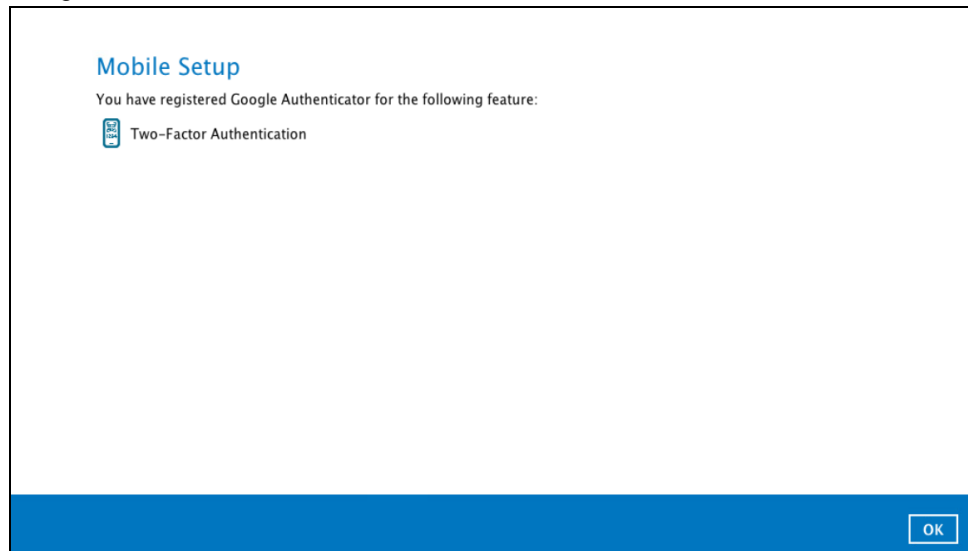 Mobile Setup
You have registered Google Authenticator for the following feature:
Two-Factor Authentication
OK